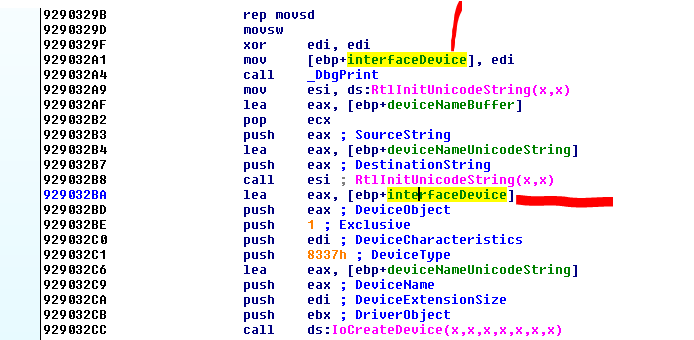 9290329B rep movsd
9290329D movsw
9290329F xor edi, edi
929032A1 mov [ebp+interfaceDevice], edi
929032A4 call _DbgPrint
929032A9 mov esi, ds:RtlInitUnicodeString(x,x)
929032AF lea eax, [ebp+deviceNameBuffer]
929032B2 pop ecx
929032B3 push eax ; SourceString
929032B4 lea eax, [ebp+deviceNameUnicodeString]
929032B7 push eax ; DestinationString
929032B8 call esi ; RtlInitUnicodeString(x,x)
929032BA lea eax, [ebp+interfaceDevice]
929032BD push eax ; DeviceObject
929032BE push 1 ; Exclusive
929032C0 push edi ; DeviceCharacteristics
929032C1 push 8337h ; DeviceType
929032C6 lea eax, [ebp+deviceNameUnicodeString]
929032C9 push eax ; DeviceName
929032CA push edi ; DeviceExtensionSize
929032CB push ebx ; DriverObject
929032CC call ds:IoCreateDevice(x,x,x,x,x,x,x)